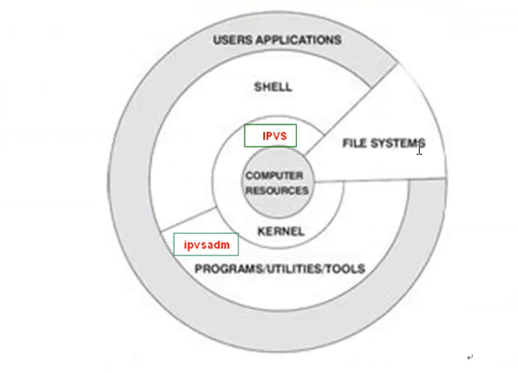 USERS APPLICATIONS
SHELL
IPVS
FILE SYSTEMS
COMPUTER
RESOURCES
KERNEL
ipvsadm
PROGRAMS/UTILITIES/TOOLS